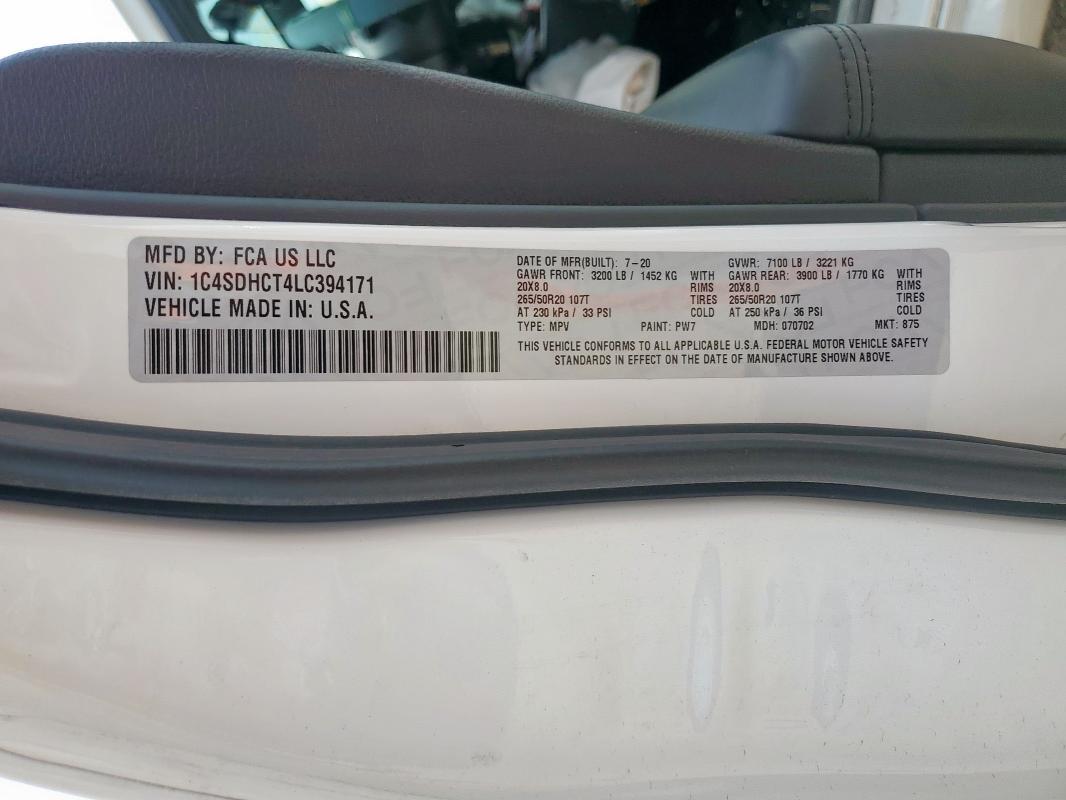 MFD BY: FCA US LLC
VIN: 1C4SDHCT4LC394171
VEHICLE MADE IN: U.S.A.
DATE OF MFR(BUILT): 7-20
GAWR FRONT: 3200 LB / 1452 KG WITH
20X8.0 RIMS
265/50R20 107T TIRES
AT 230 kPa / 33 PSI COLD
GVWR: 7100 LB / 3221 KG
GAWR REAR: 3900 LB / 1770 KG WITH
20X8.0 RIMS
265/50R20 107T TIRES
AT 250 kPa / 36 PSI COLD
TYPE: MPV PAINT: PW7 MDH: 070702 MKT: 875
THIS VEHICLE CONFORMS TO ALL APPLICABLE U.S.A. FEDERAL MOTOR VEHICLE SAFETY
STANDARDS IN EFFECT ON THE DATE OF MANUFACTURE SHOWN ABOVE.